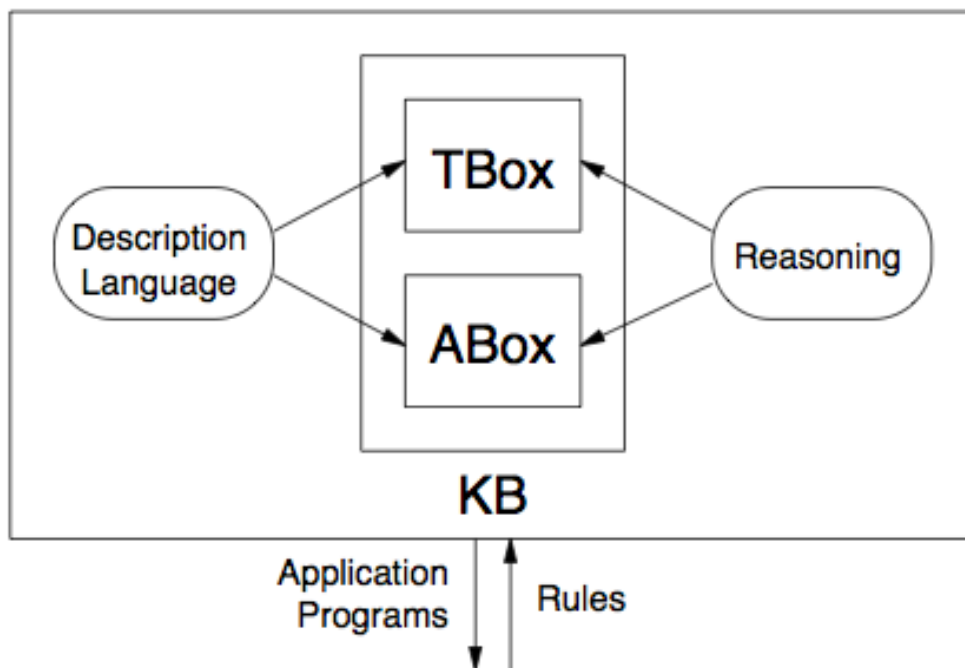 TBox
Description
Language
Reasoning
ABox
KB
Application
Programs
Rules